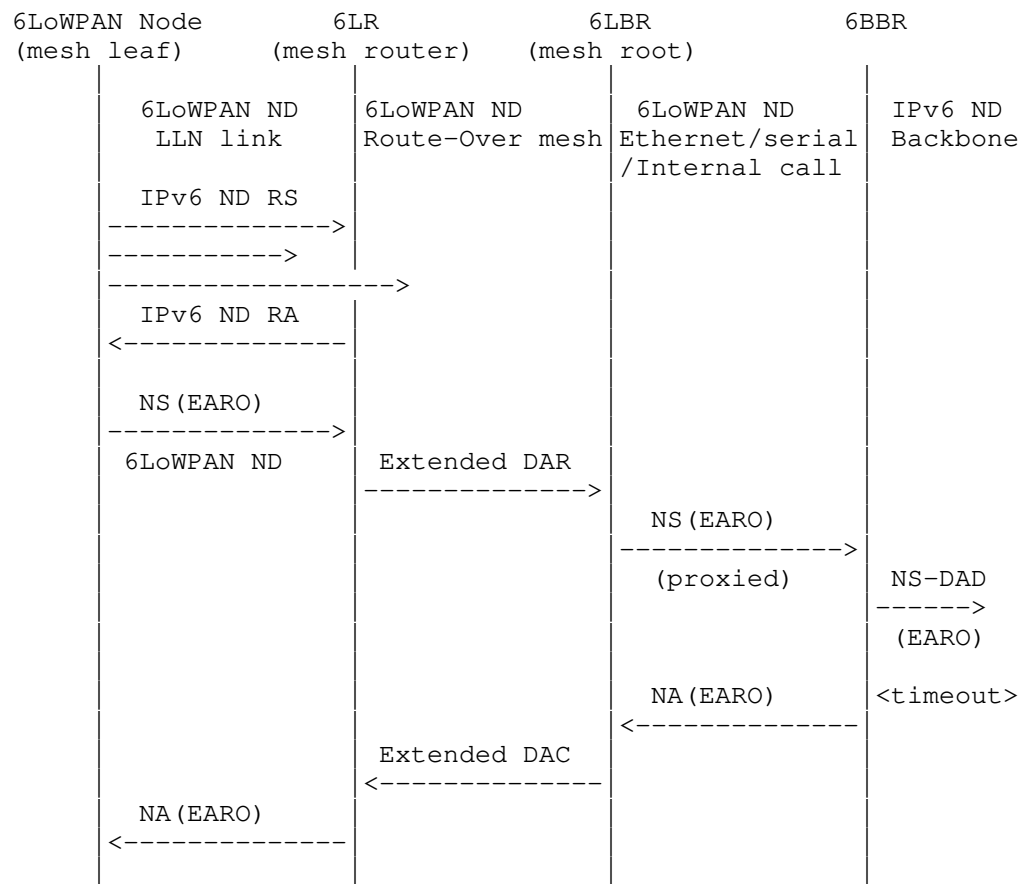 6LoWPAN Node 6LR 6LBR 6BBR
(mesh leaf) (mesh router) (mesh root)
6LoWPAN ND 6LoWPAN ND 6LoWPAN ND IPv6 ND
LLN link Route-Over mesh Ethernet/serial Backbone
/Internal call
IPv6 ND RS
IPv6 ND RA
NS(EARO)
6LoWPAN ND Extended DAR
NS(EARO)
(proxied) NS-DAD
(EARO)
NA(EARO) <timeout>
Extended DAC
NA(EARO)